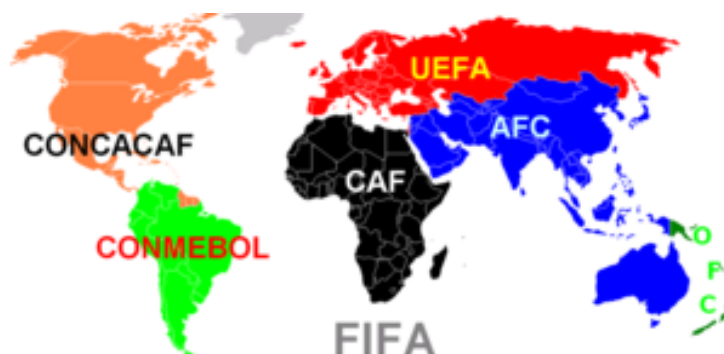 UEFA
AFC
CONCACAF
CAF
CONMEBOL
O
F
C
FIFA